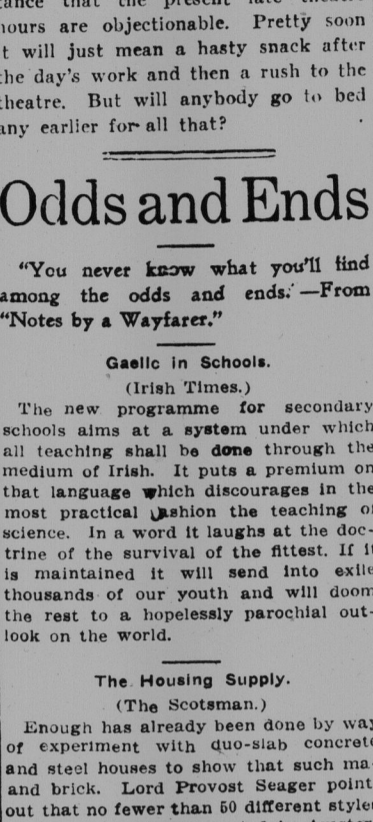 that the present
hours are objectionable. Pretty soon
t will just mean a hasty snack after
the day's work and then a rush to the
theatre. But will anybody go to bed
any earlier for all that?
Odds and Ends
"You never know what you'll find
among the odds and ends." —From
"Notes by a Wayfarer."
Gaelic in Schools.
(Irish Times.)
The new programme for secondary
schools aims at a system under which
all teaching shall be done through the
medium of Irish. It puts a premium on
that language which discourages in the
most practical fashion the teaching of
science. In a word it laughs at the doc-
trine of the survival of the fittest. If it
is maintained it will send into exile
thousands of our youth and will doom
the rest to a hopelessly parochial out-
look on the world.
The Housing Supply.
(The Scotsman.)
Enough has already been done by way
of experiment with duo-slab concrete
and steel houses to show that such ma
and brick. Lord Provost Seager point
out that no fewer than 50 different style